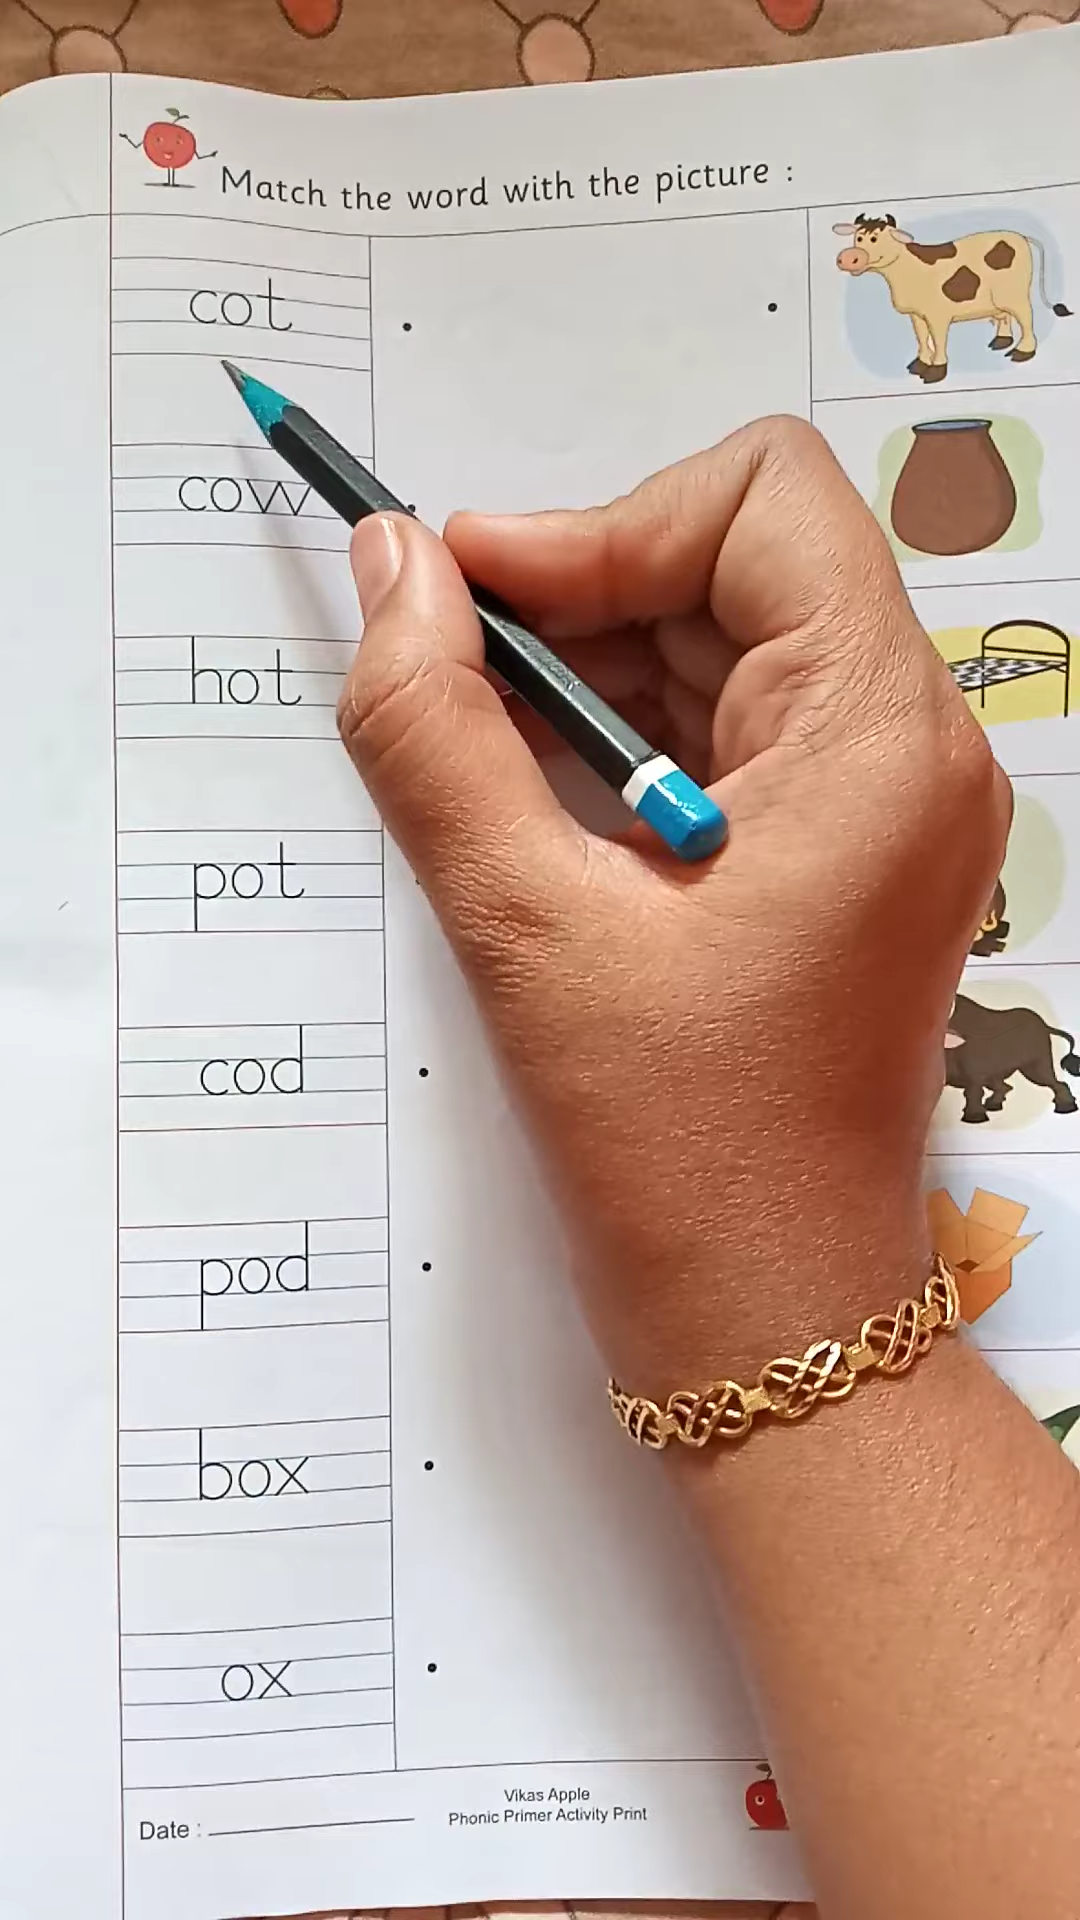 Match the word with the picture :
cot
cow
hot
pot
cod
pod
box
ox
Date :
Vikas Apple
Phonic Primer Activity Print